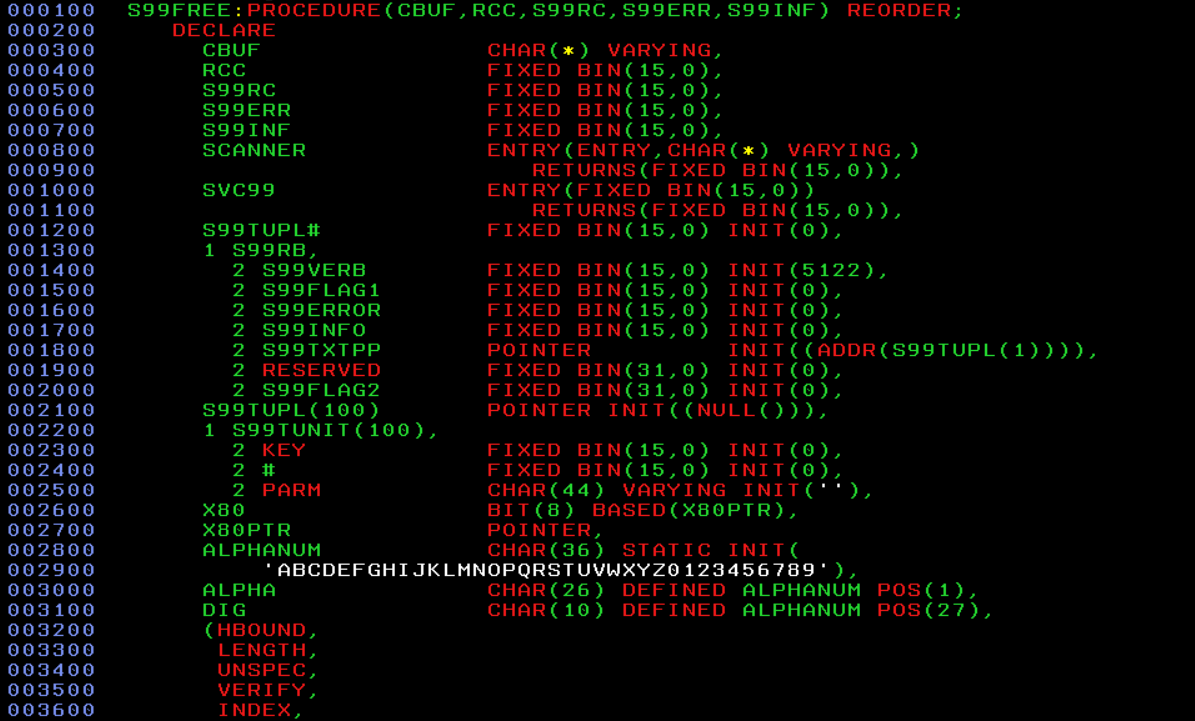 000100  S99FREE:PROCEDURE(CBUF,RCC,S99RC,S99ERR,S99INF) REORDER;
000200     DECLARE
000300       CBUF               CHAR(*) VARYING,
000400       RCC                FIXED BIN(15,0),
000500       S99RC              FIXED BIN(15,0),
000600       S99ERR             FIXED BIN(15,0),
000700       S99INF             FIXED BIN(15,0),
000800       SCANNER            ENTRY(ENTRY,CHAR(*) VARYING,)
000900                             RETURNS(FIXED BIN(15,0)),
001000       SVC99              ENTRY(FIXED BIN(15,0))
001100                             RETURNS(FIXED BIN(15,0)),
001200       S99TUPL#           FIXED BIN(15,0) INIT(0),
001300       1 S99RB,
001400         2 S99VERB        FIXED BIN(15,0) INIT(5122),
001500         2 S99FLAG1       FIXED BIN(15,0) INIT(0),
001600         2 S99ERROR       FIXED BIN(15,0) INIT(0),
001700         2 S99INFO        FIXED BIN(15,0) INIT(0),
001800         2 S99TXTPP       POINTER         INIT((ADDR(S99TUPL(1)))),
001900         2 RESERVED       FIXED BIN(31,0) INIT(0),
002000         2 S99FLAG2       FIXED BIN(31,0) INIT(0),
002100       S99TUPL(100)       POINTER INIT((NULL())),
002200       1 S99TUNIT(100),
002300         2 KEY            FIXED BIN(15,0) INIT(0),
002400         2 #              FIXED BIN(15,0) INIT(0),
002500         2 PARM           CHAR(44) VARYING INIT(''),
002600       X80                BIT(8) BASED(X80PTR),
002700       X80PTR             POINTER,
002800       ALPHANUM           CHAR(36) STATIC INIT(
002900           'ABCDEFGHIJKLMNOPQRSTUVWXYZ0123456789'),
003000       ALPHA              CHAR(26) DEFINED ALPHANUM POS(1),
003100       DIG                CHAR(10) DEFINED ALPHANUM POS(27),
003200       (HBOUND,
003300        LENGTH,
003400        UNSPEC,
003500        VERIFY,
003600        INDEX,